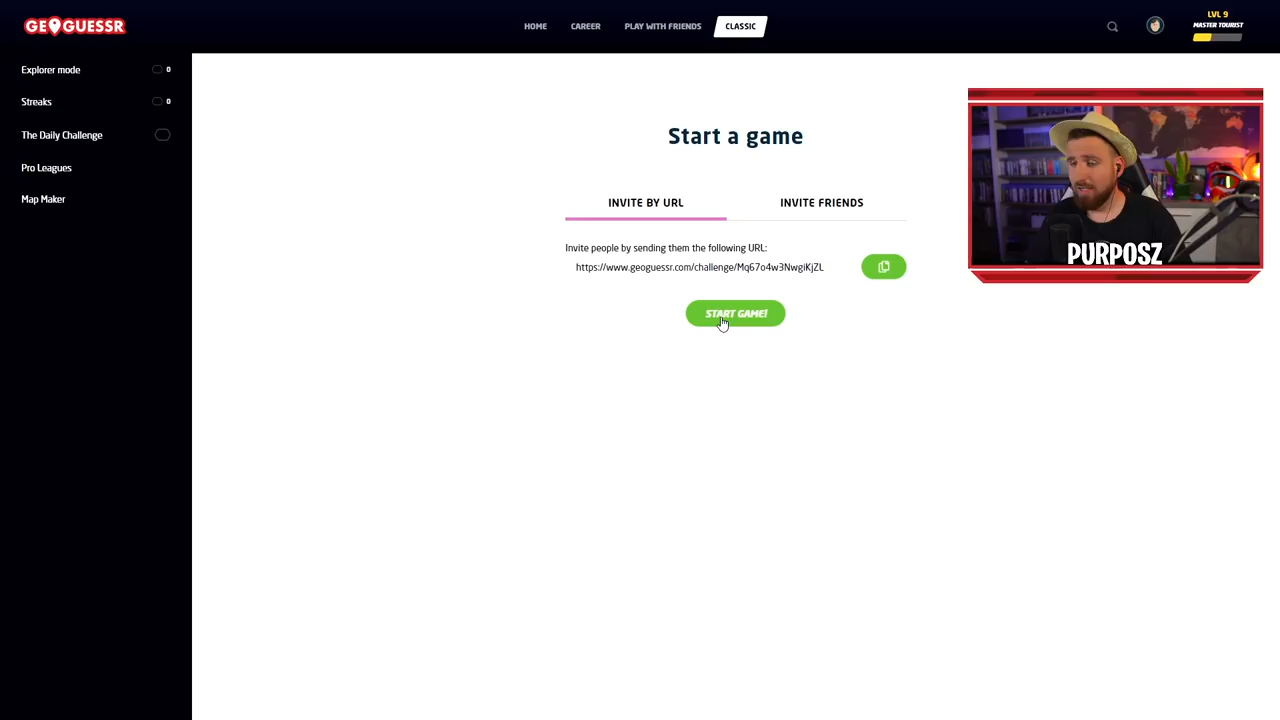 GEOGUESSR
HOME
CAREER
PLAY WITH FRIENDS
CLASSIC
LVL 9
MASTER TOURIST
Explorer mode 0
Streaks 0
The Daily Challenge
Pro Leagues
Map Maker
Start a game
INVITE BY URL
INVITE FRIENDS
Invite people by sending them the following URL:
https://www.geoguessr.com/challenge/Mq67o4w3NwgiKjZL
START GAME!
PURPOSZ